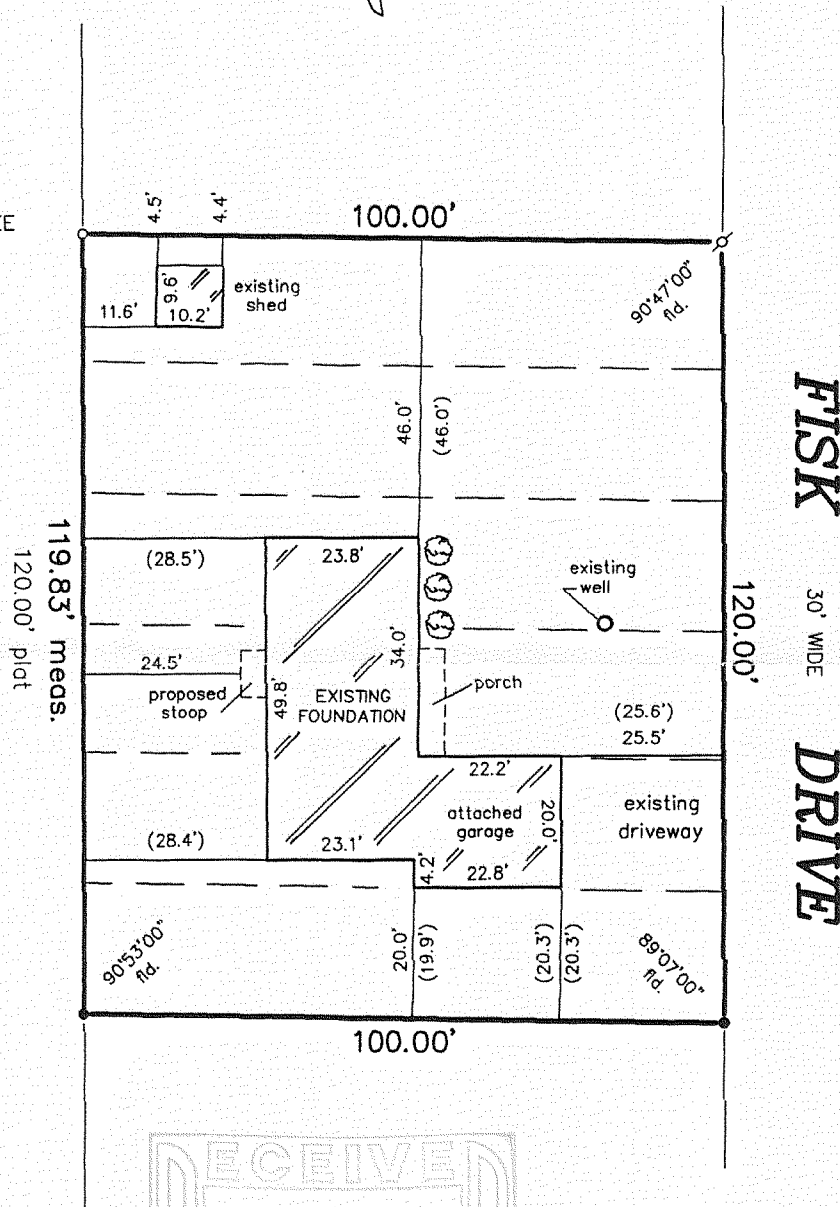 EE
4.5'
4.4'
100.00'
90°47'00"
fld.
9.6'
existing
shed
11.6'
10.2'
FISK
30' WIDE
DRIVE
46.0'
(46.0')
119.83' meas.
120.00' plat
(28.5')
23.8'
existing
well
120.00'
24.5'
proposed
stoop
49.8'
34.0'
EXISTING
FOUNDATION
porch
(25.6')
25.5'
22.2'
attached
garage
20.0'
existing
driveway
(28.4')
23.1'
4.2'
22.8'
90°53'00"
fld.
20.0'
(19.9')
(20.3')
(20.3')
89°07'00"
fld.
100.00'
ECEIVE